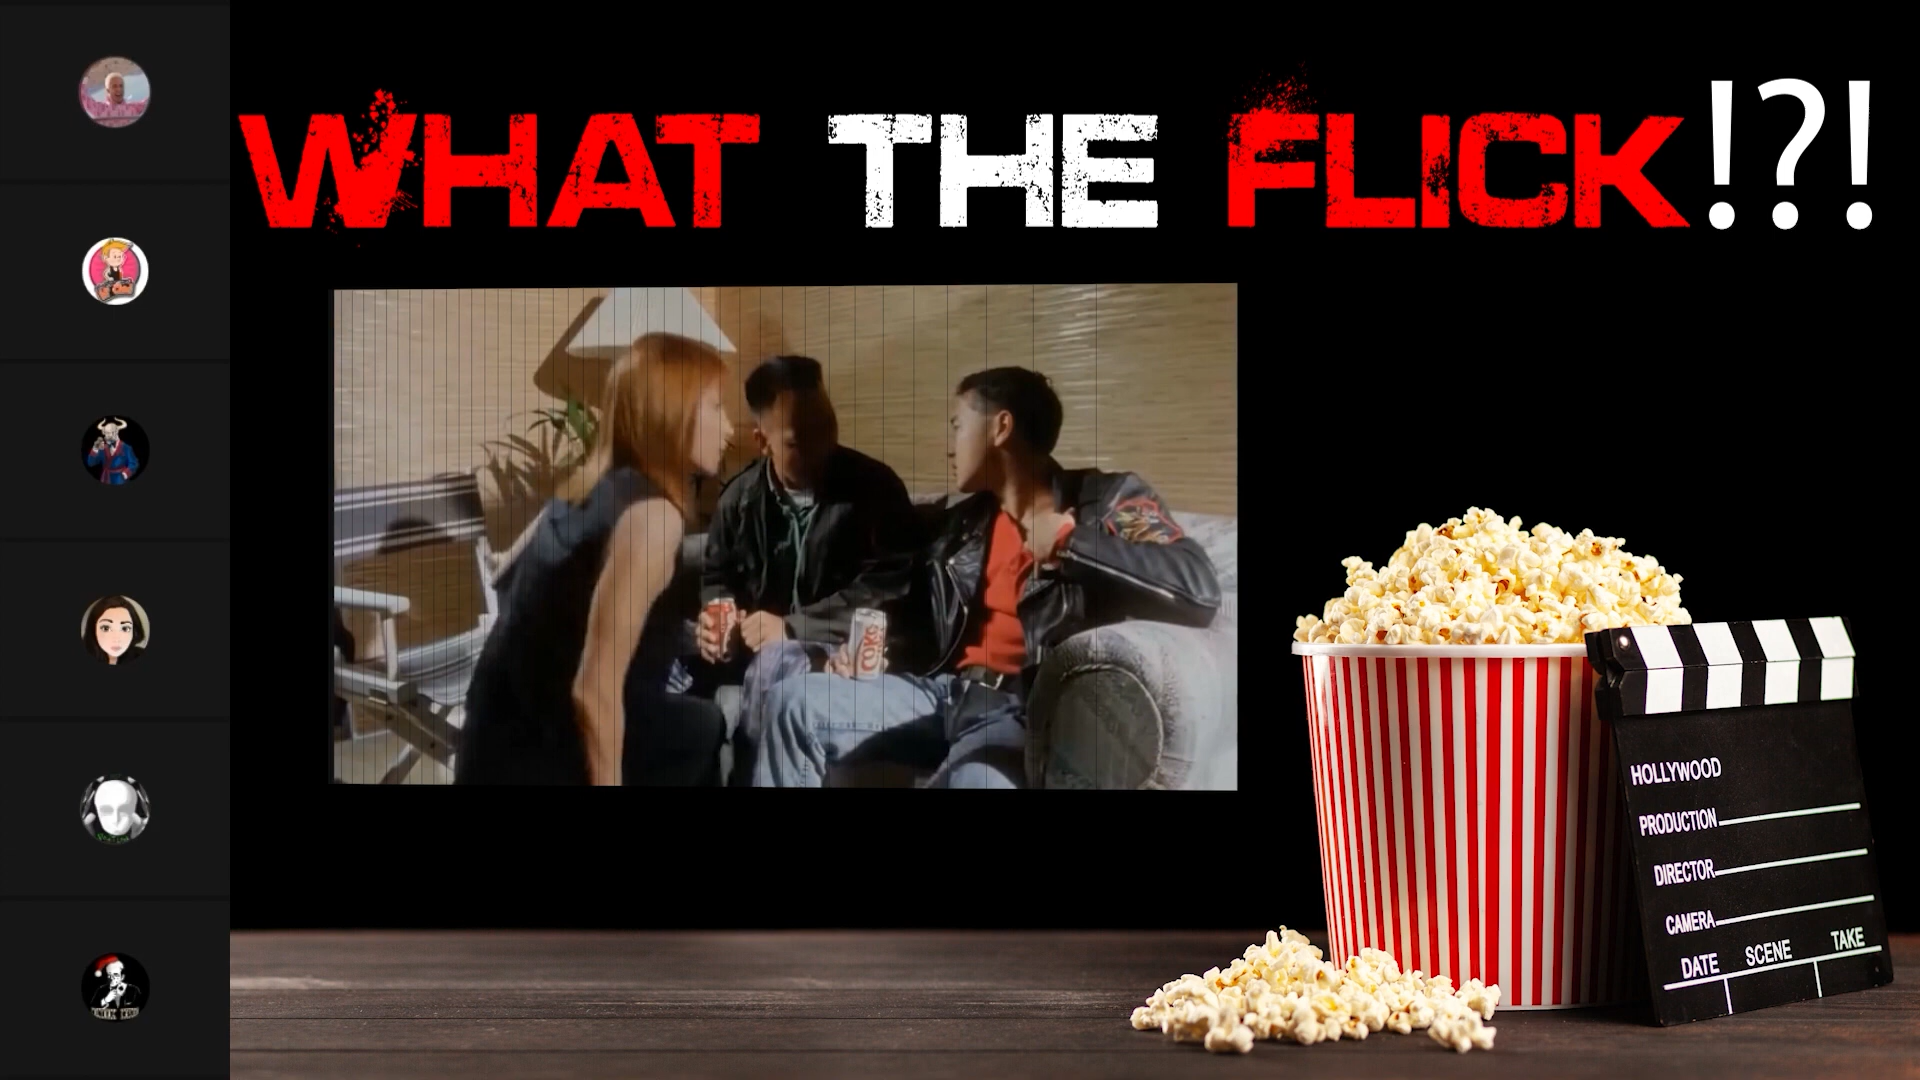 WHAT THE FLICK!?!
COKE
HOLLYWOOD
PRODUCTION
DIRECTOR
CAMERA
DATE SCENE TAKE